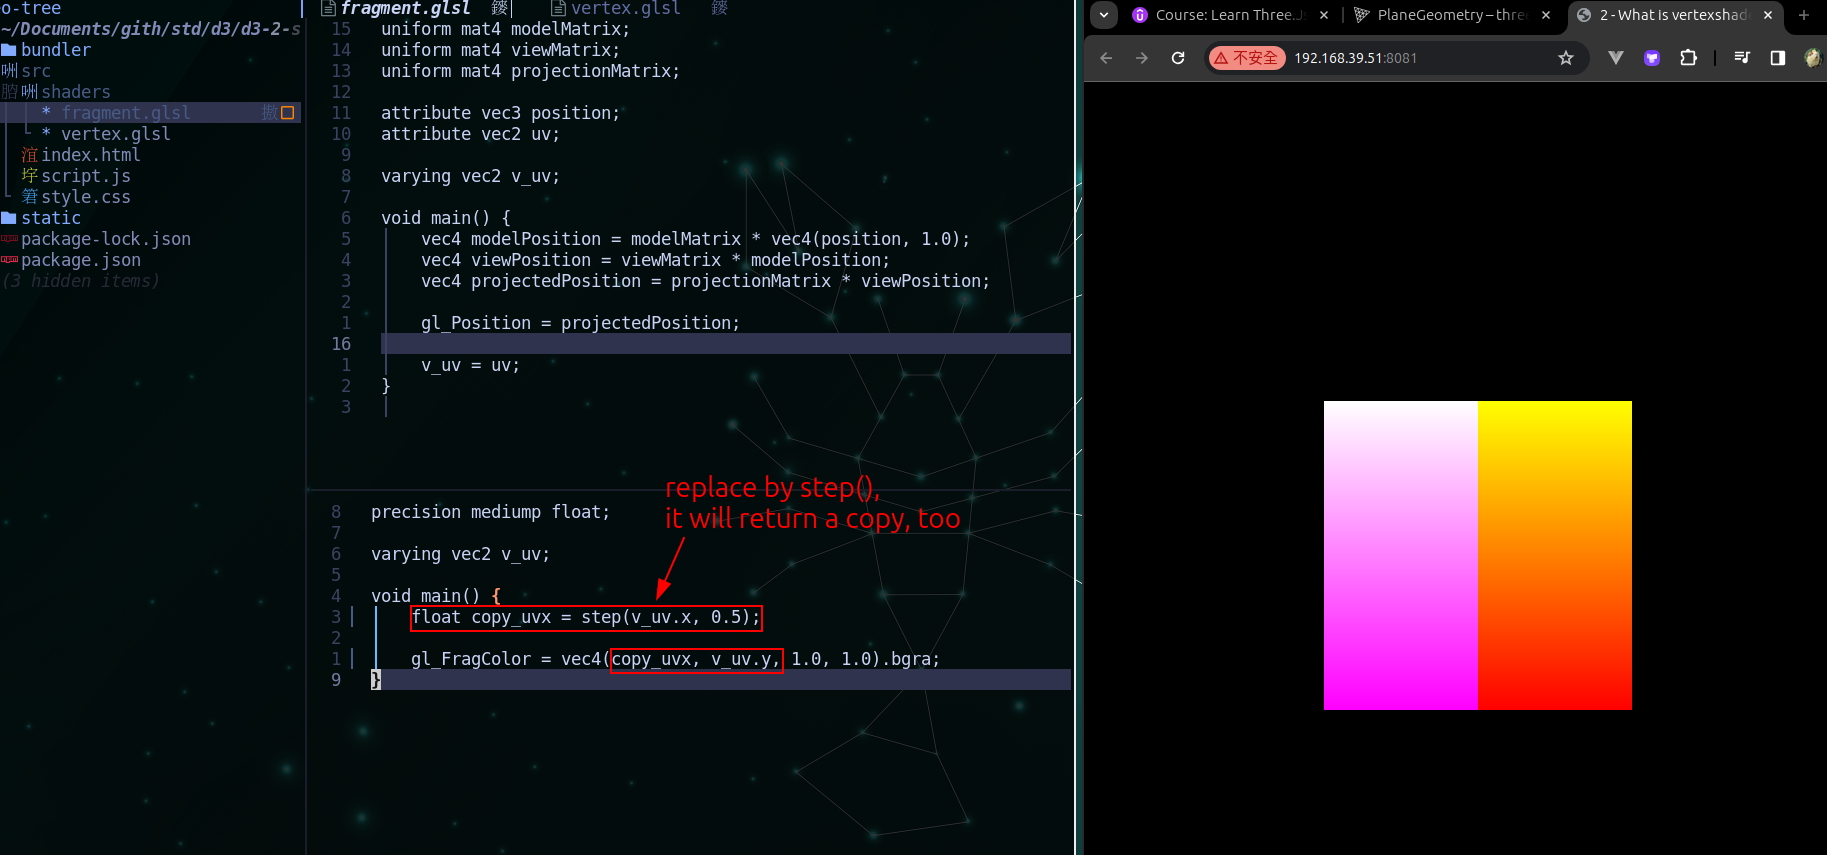 o-tree
~/Documents/gith/std/d3/d3-2-s
bundler
src
shaders
* fragment.glsl
* vertex.glsl
index.html
script.js
style.css
static
package-lock.json
package.json
(3 hidden items)
fragment.glsl
vertex.glsl
15 uniform mat4 modelMatrix;
14 uniform mat4 viewMatrix;
13 uniform mat4 projectionMatrix;
12
11 attribute vec3 position;
10 attribute vec2 uv;
9
8 varying vec2 v_uv;
7
6 void main() {
5 vec4 modelPosition = modelMatrix * vec4(position, 1.0);
4 vec4 viewPosition = viewMatrix * modelPosition;
3 vec4 projectedPosition = projectionMatrix * viewPosition;
2
1 gl_Position = projectedPosition;
16
1 v_uv = uv;
2 }
3
replace by step(),
it will return a copy, too
8 precision mediump float;
7
6 varying vec2 v_uv;
5
4 void main() {
3 float copy_uvx = step(v_uv.x, 0.5);
2
1 gl_FragColor = vec4(copy_uvx, v_uv.y, 1.0, 1.0).bgra;
9 }
Course: Learn Three.Js
PlaneGeometry – three
2 - What Is vertexshad
不安全
192.168.39.51:8081